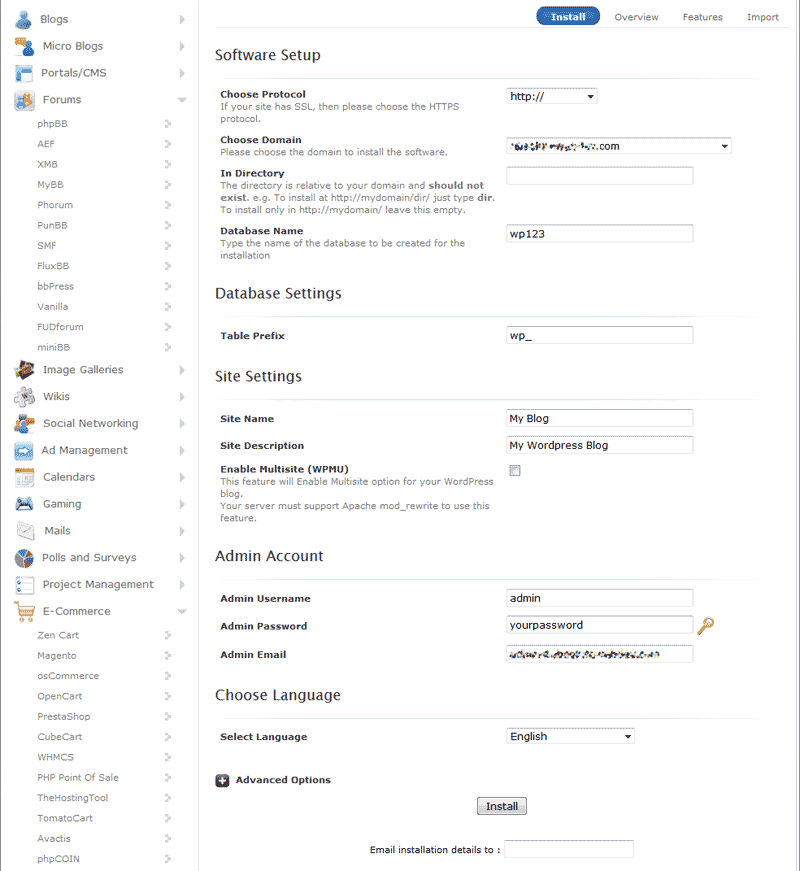 Blogs
Micro Blogs
Portals/CMS
Forums
phpBB
AEF
XMB
MyBB
Phorum
PunBB
SMF
FluxBB
bbPress
Vanilla
FUDforum
miniBB
Image Galleries
Wikis
Social Networking
Ad Management
Calendars
Gaming
Mails
Polls and Surveys
Project Management
E-Commerce
Zen Cart
Magento
osCommerce
OpenCart
PrestaShop
CubeCart
WHMCS
PHP Point Of Sale
TheHostingTool
TomatoCart
Avactis
phpCOIN
Install Overview Features Import
Software Setup
Choose Protocol
If your site has SSL, then please choose the HTTPS
protocol.
http://
Choose Domain
Please choose the domain to install the software.
.com
In Directory
The directory is relative to your domain and should not
exist. e.g. To install at http://mydomain/dir/ just type dir.
To install only in http://mydomain/ leave this empty.
Database Name
Type the name of the database to be created for the
installation
wp123
Database Settings
Table Prefix wp_
Site Settings
Site Name My Blog
Site Description My Wordpress Blog
Enable Multisite (WPMU)
This feature will Enable Multisite option for your WordPress
blog.
Your server must support Apache mod_rewrite to use this
feature.
Admin Account
Admin Username admin
Admin Password yourpassword
Admin Email
Choose Language
Select Language English
Advanced Options
Install
Email installation details to :